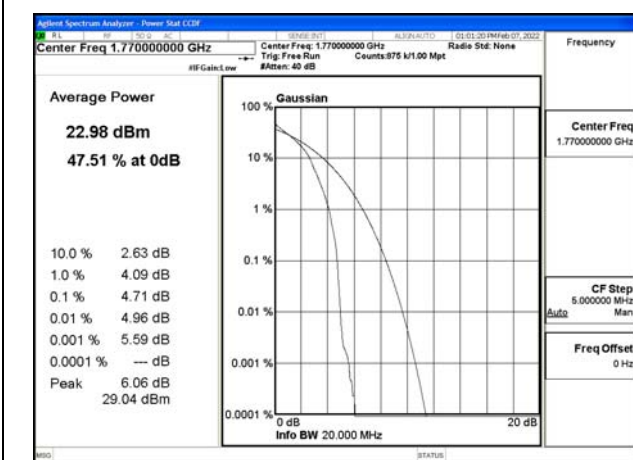 Agilent Spectrum Analyzer - Power Stat CCDF
RL RF 50 Ω AC SENSE:INT ALIGNAUTO 01:01:20 PM Feb 07, 2022
Center Freq 1.770000000 GHz
Center Freq: 1.770000000 GHz Radio Std: None
Trig: Free Run Counts:875 k/1.00 Mpt
#IFGain:Low #Atten: 40 dB
Frequency
Average Power
22.98 dBm
47.51 % at 0dB
10.0 % 2.63 dB
1.0 % 4.09 dB
0.1 % 4.71 dB
0.01 % 4.96 dB
0.001 % 5.59 dB
0.0001 % --- dB
Peak 6.06 dB
29.04 dBm
Gaussian
100 %
10 %
1 %
0.1 %
0.01 %
0.001 %
0.0001 %
0 dB 20 dB
Info BW 20.000 MHz
Center Freq
1.770000000 GHz
CF Step
5.000000 MHz
Auto Man
Freq Offset
0 Hz
MSG STATUS